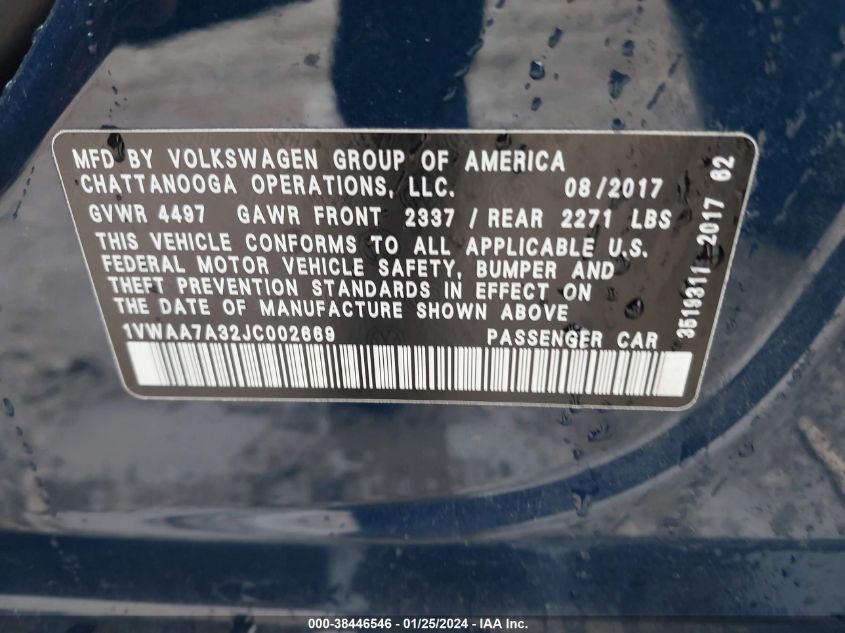 MFD BY VOLKSWAGEN GROUP OF AMERICA
CHATTANOOGA OPERATIONS, LLC. 08/2017
GVWR 4497 GAWR FRONT 2337 / REAR 2271 LBS
THIS VEHICLE CONFORMS TO ALL APPLICABLE U.S.
FEDERAL MOTOR VEHICLE SAFETY, BUMPER AND
THEFT PREVENTION STANDARDS IN EFFECT ON
THE DATE OF MANUFACTURE SHOWN ABOVE
1VWAA7A32JC002669 PASSENGER CAR
3519311 2017 62
000-38446546 / 01/25/2024 - IAA Inc.